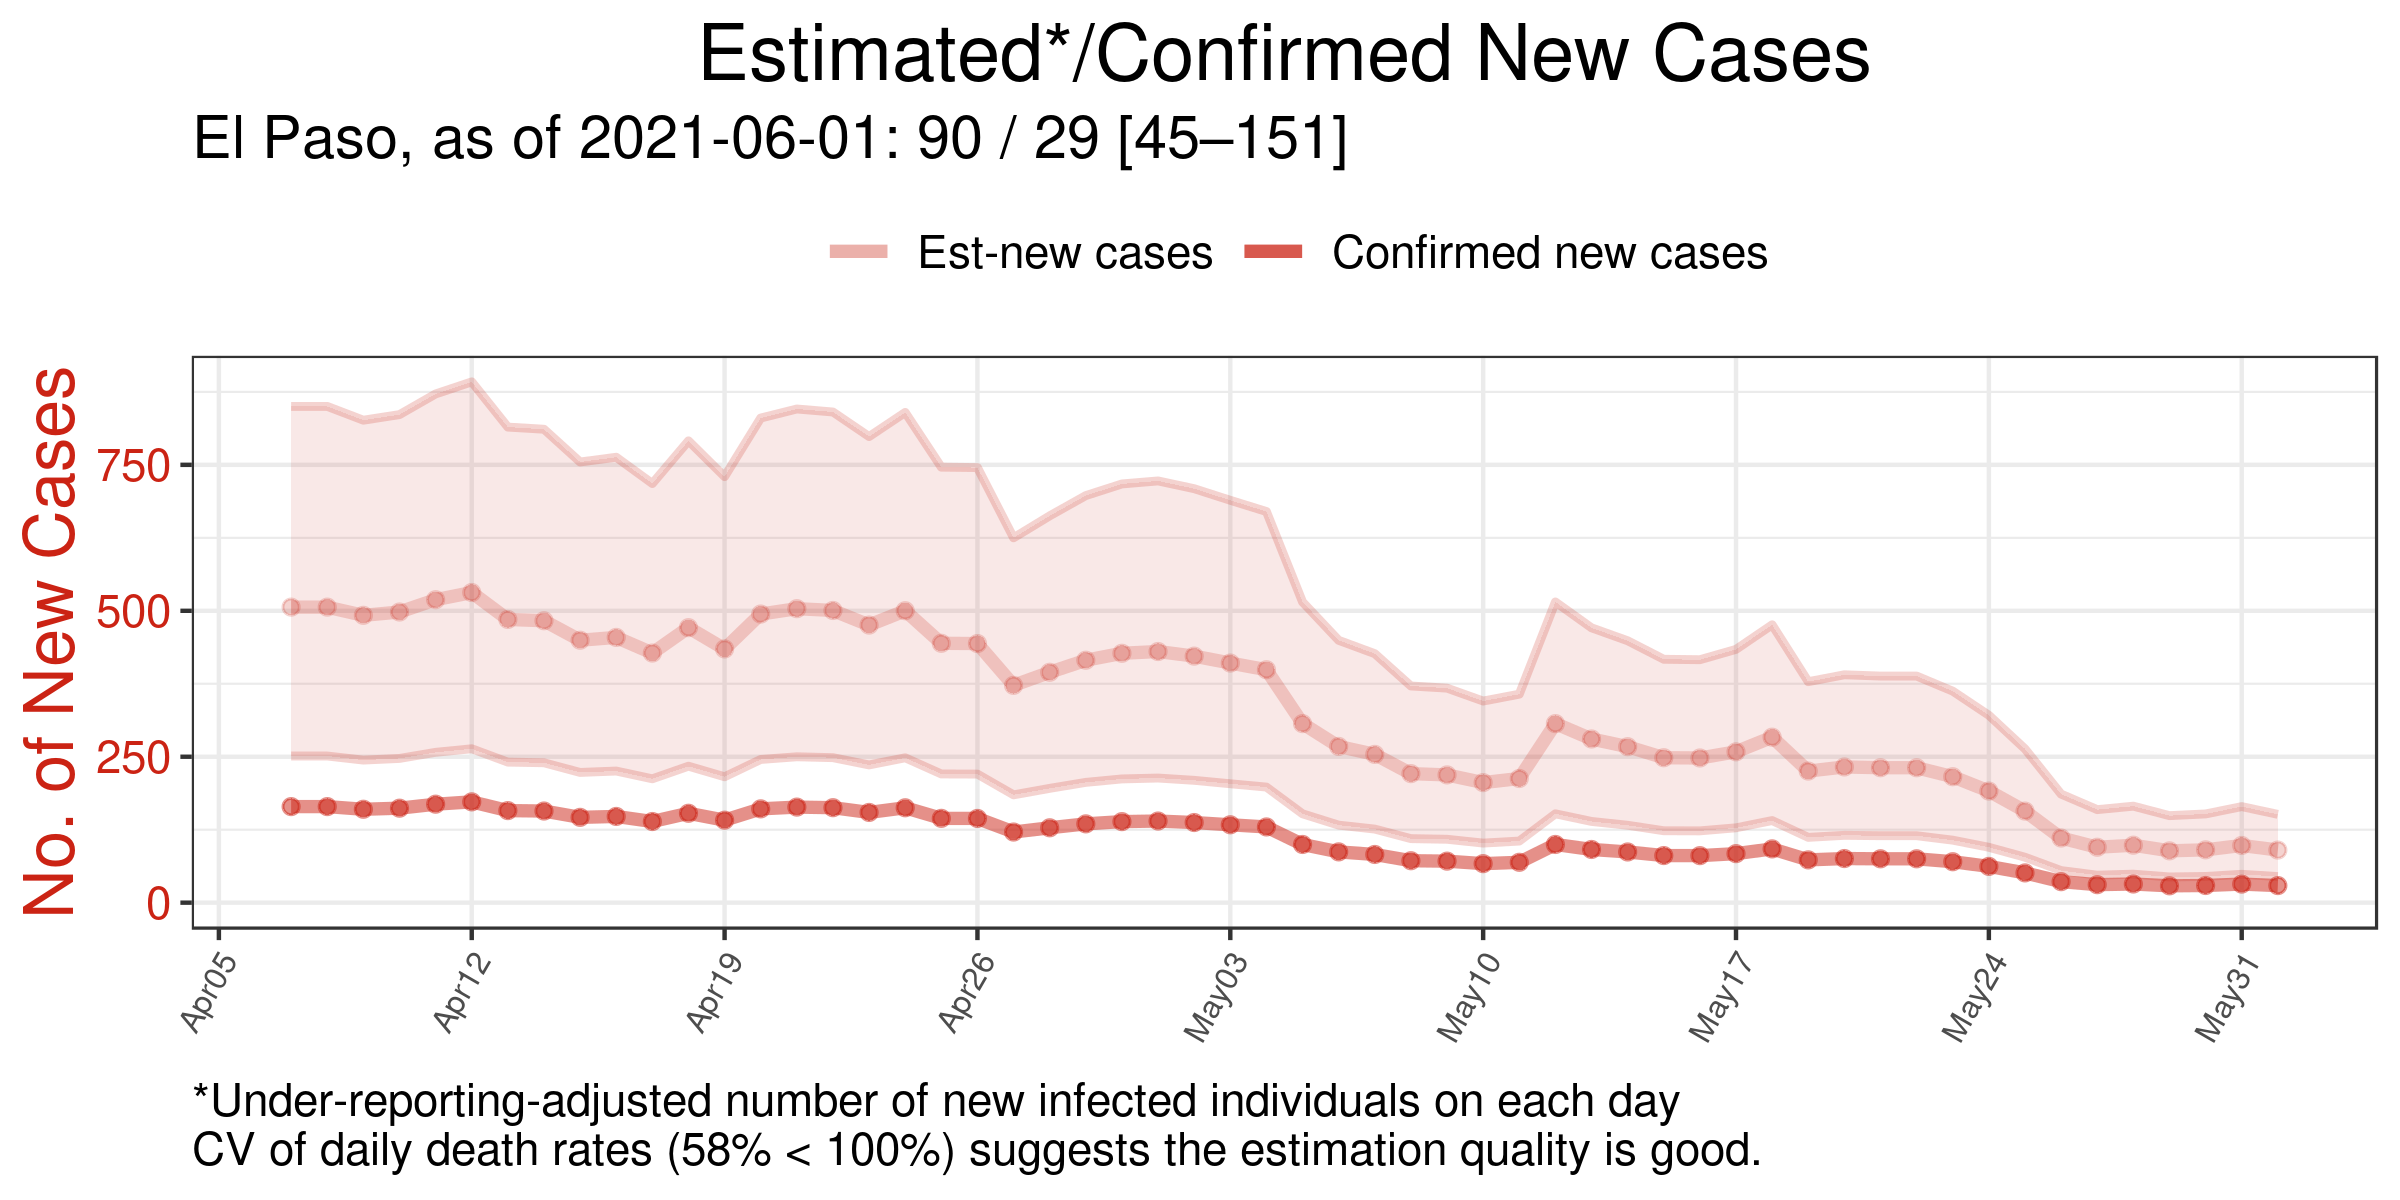 Estimated*/Confirmed New Cases
El Paso, as of 2021-06-01: 90 / 29 [45–151]
Est-new cases Confirmed new cases
No. of New Cases
750
500
250
0
Apr05 Apr12 Apr19 Apr26 May03 May10 May17 May24 May31
*Under-reporting-adjusted number of new infected individuals on each day
CV of daily death rates (58% < 100%) suggests the estimation quality is good.